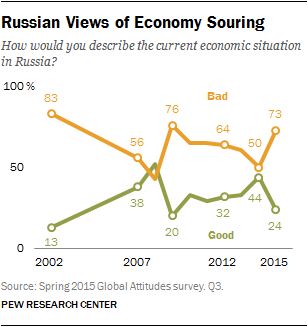 Russian Views of Economy Souring
How would you describe the current economic situation
in Russia?
100 %
83
76
Bad
73
56
64
50
50
38
44
32
24
20
13
Good
0
2002
2007
2012
2015
Source: Spring 2015 Global Attitudes survey. Q3.
PEW RESEARCH CENTER